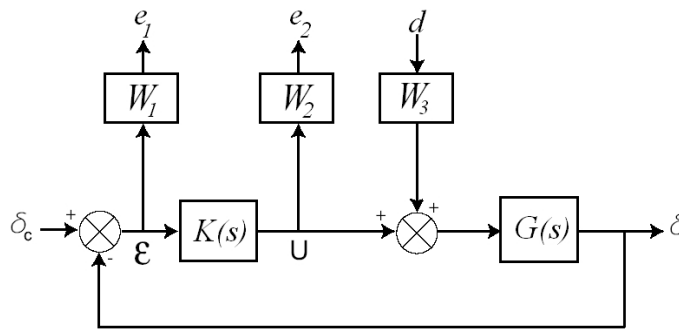 e1 e2 d
W1 W2 W3
δc + - ε K(s) U + + G(s) δ